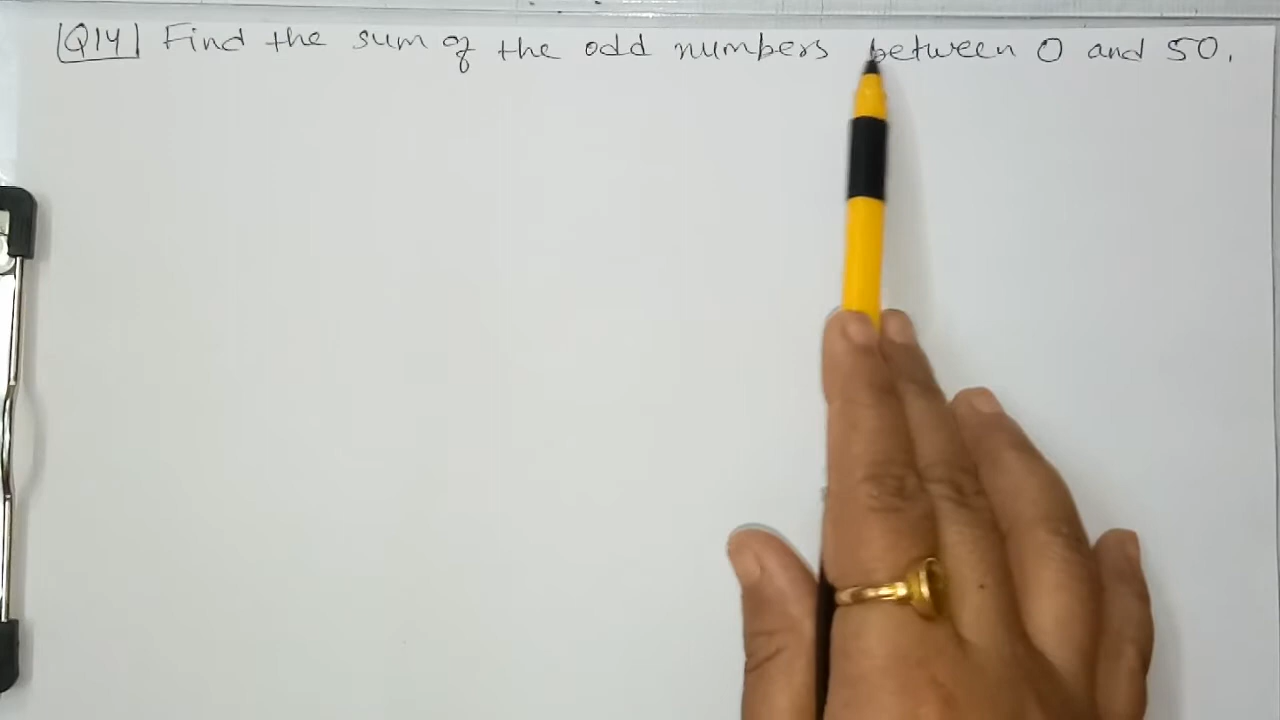 Q14 Find the sum of the odd numbers between 0 and 50.